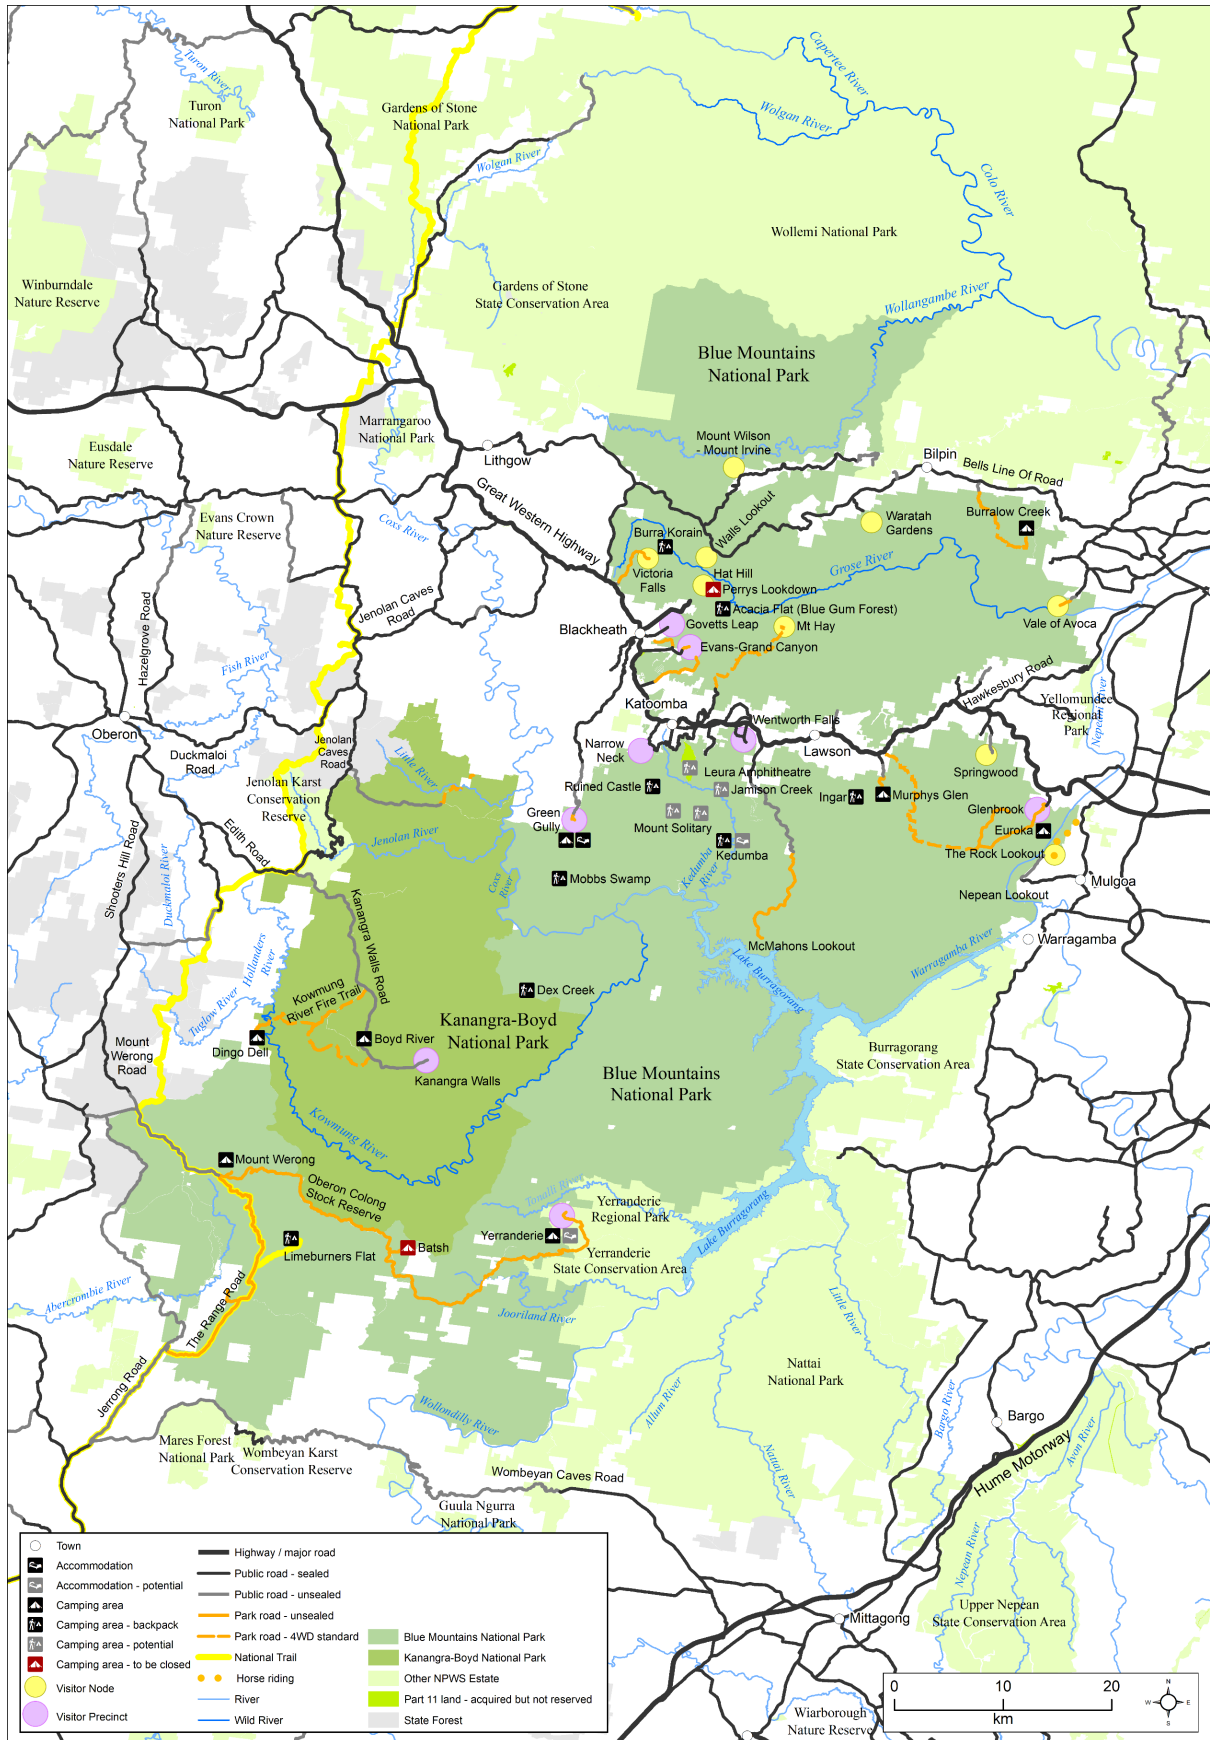 Turon River
Capertee River
Turon
National Park
Gardens of Stone
National Park
Wolgan River
Wolgan River
Colo River
Wollemi National Park
Winburndale
Nature Reserve
Gardens of Stone
State Conservation Area
Wollangambe River
Blue Mountains
National Park
Marrangaroo
National Park
Eusdale
Nature Reserve
Lithgow
Mount Wilson
- Mount Irvine
Bilpin
Bells Line Of Road
Great Western Highway
Evans Crown
Nature Reserve
Coxs River
Walls Lookout
Waratah
Gardens
Burralow Creek
Burra Korain
Grose River
Victoria
Falls
Hat Hill
Perrys Lookdown
Acacia Flat (Blue Gum Forest)
Jenolan Caves
Road
Hazelgrove Road
Blackheath
Govetts Leap
Mt Hay
Vale of Avoca
Evans-Grand Canyon
Fish River
Hawkesbury Road
Yellomundee
Regional
Park
Nepean River
Katoomba
Wentworth Falls
Oberon
Duckmaloi
Road
Jenolan
Caves
Road
Little River
Narrow
Neck
Lawson
Leura Amphitheatre
Springwood
Jenolan Karst
Conservation
Reserve
Ruined Castle
Jamison Creek
Ingar
Murphys Glen
Green
Gully
Mount Solitary
Glenbrook
Euroka
Edith Road
Jenolan River
Kedumba
Kedumba
River
The Rock Lookout
Shooters Hill Road
Duckmaloi River
Coxs
River
Mobbs Swamp
Mulgoa
Nepean Lookout
Kanangra Walls Road
McMahons Lookout
Warragamba
Warragamba River
Hollanders
River
Lake Burragorang
Tuglow River
Kowmung
River Fire Trail
Dex Creek
Kanangra-Boyd
National Park
Mount
Werong
Road
Dingo Dell
Boyd River
Kanangra Walls
Burragorang
State Conservation Area
Blue Mountains
National Park
Kowmung River
Mount Werong
Oberon Colong
Stock Reserve
Tonalli River
Yerranderie
Regional Park
Lake Burragorang
Yerranderie
Limeburners Flat
Batsh
Yerranderie
State Conservation Area
Abercrombie River
The Range Road
Jooriland River
Little River
Nattai
National Park
Jerrong Road
Allum River
Wollondilly River
Bargo River
Bargo
Avon River
Mares Forest
National Park
Wombeyan Karst
Conservation Reserve
Nattai River
Hume Motorway
Wombeyan Caves Road
Guula Ngurra
National Park
Nepean River
Upper Nepean
State Conservation Area
Mittagong
Wiarborough
Nature Reserve
Town
Accommodation
Accommodation - potential
Camping area
Camping area - backpack
Camping area - potential
Camping area - to be closed
Visitor Node
Visitor Precinct
Highway / major road
Public road - sealed
Public road - unsealed
Park road - unsealed
Park road - 4WD standard
National Trail
Horse riding
River
Wild River
Blue Mountains National Park
Kanangra-Boyd National Park
Other NPWS Estate
Part 11 land - acquired but not reserved
State Forest
0 10 20
km
N
W E
S